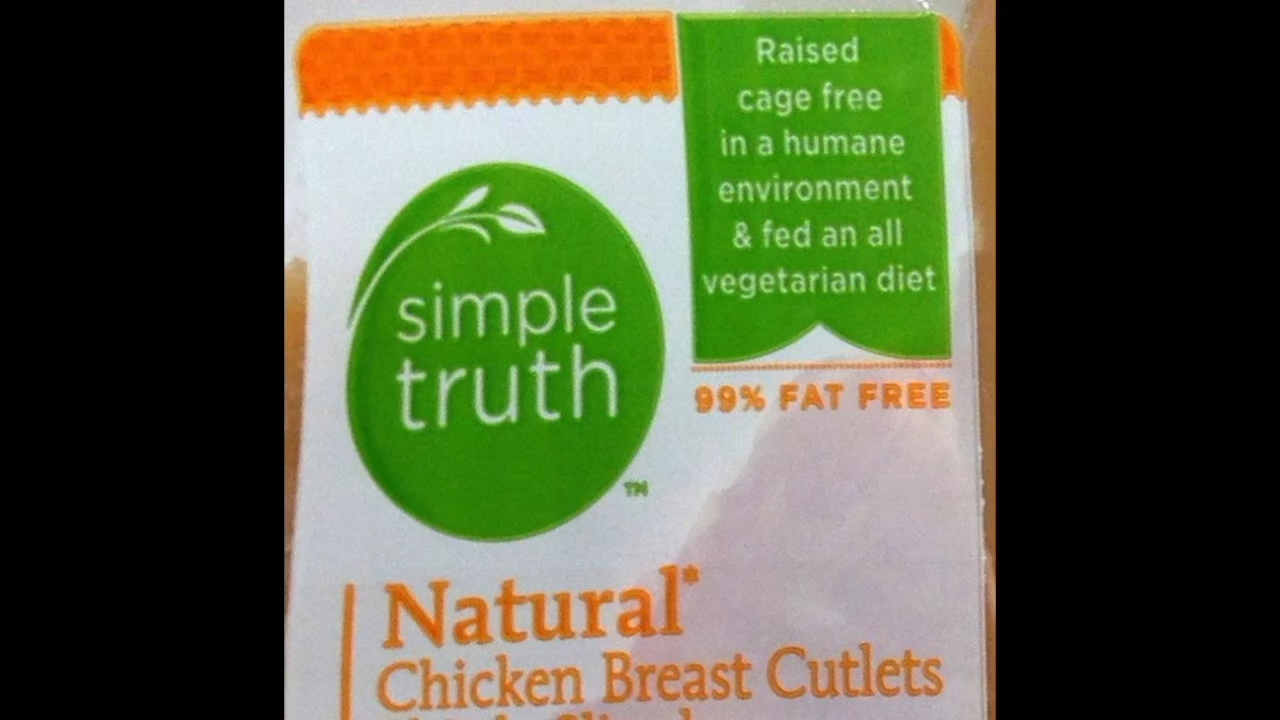 Raised
cage free
in a humane
environment
& fed an all
vegetarian diet
simple
truth
TM
99% FAT FREE
Natural*
Chicken Breast Cutlets